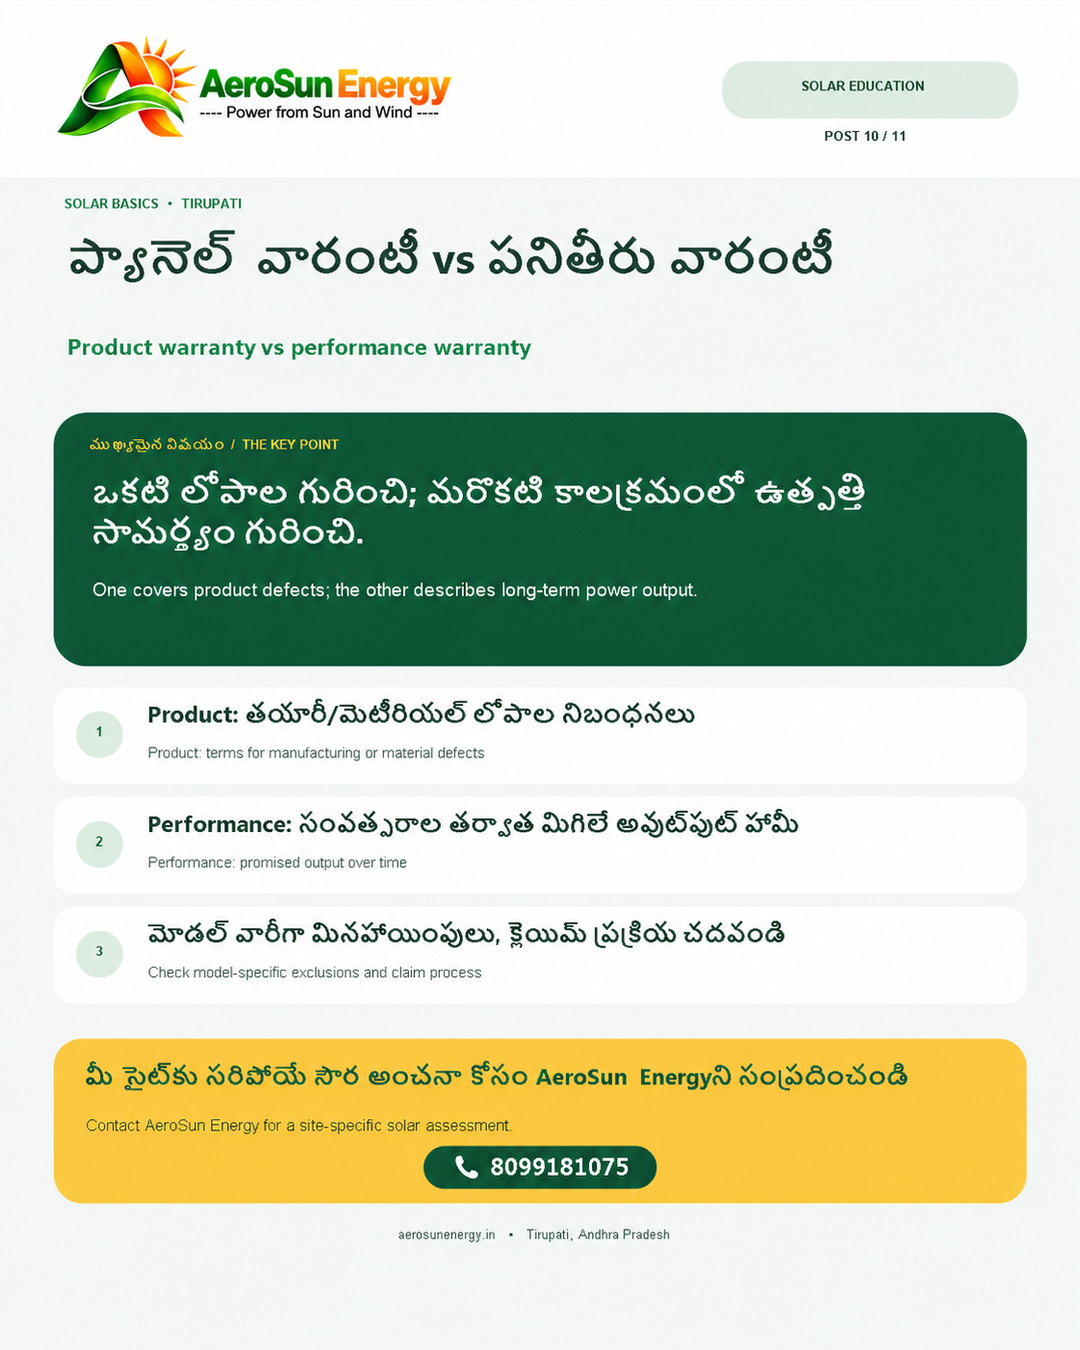 AeroSun Energy
---- Power from Sun and Wind ----
SOLAR EDUCATION
POST 10 / 11
SOLAR BASICS • TIRUPATI
ప్యానెల్ వారంటీ vs పనితీరు వారంటీ
Product warranty vs performance warranty
ముఖ్యమైన విషయం / THE KEY POINT
ఒకటి లోపాల గురించి; మరొకటి కాలక్రమంలో ఉత్పత్తి
సామర్థ్యం గురించి.
One covers product defects; the other describes long-term power output.
1
Product: తయారీ/మెటీరియల్ లోపాల నిబంధనలు
Product: terms for manufacturing or material defects
2
Performance: సంవత్సరాల తర్వాత మిగిలే అవుట్‌పుట్ హామీ
Performance: promised output over time
3
మోడల్ వారీగా మినహాయింపులు, క్లెయిమ్ ప్రక్రియ చదవండి
Check model-specific exclusions and claim process
మీ సైట్‌కు సరిపోయే సౌర అంచనా కోసం AeroSun Energyని సంప్రదించండి
Contact AeroSun Energy for a site-specific solar assessment.
8099181075
aerosunenergy.in • Tirupati, Andhra Pradesh